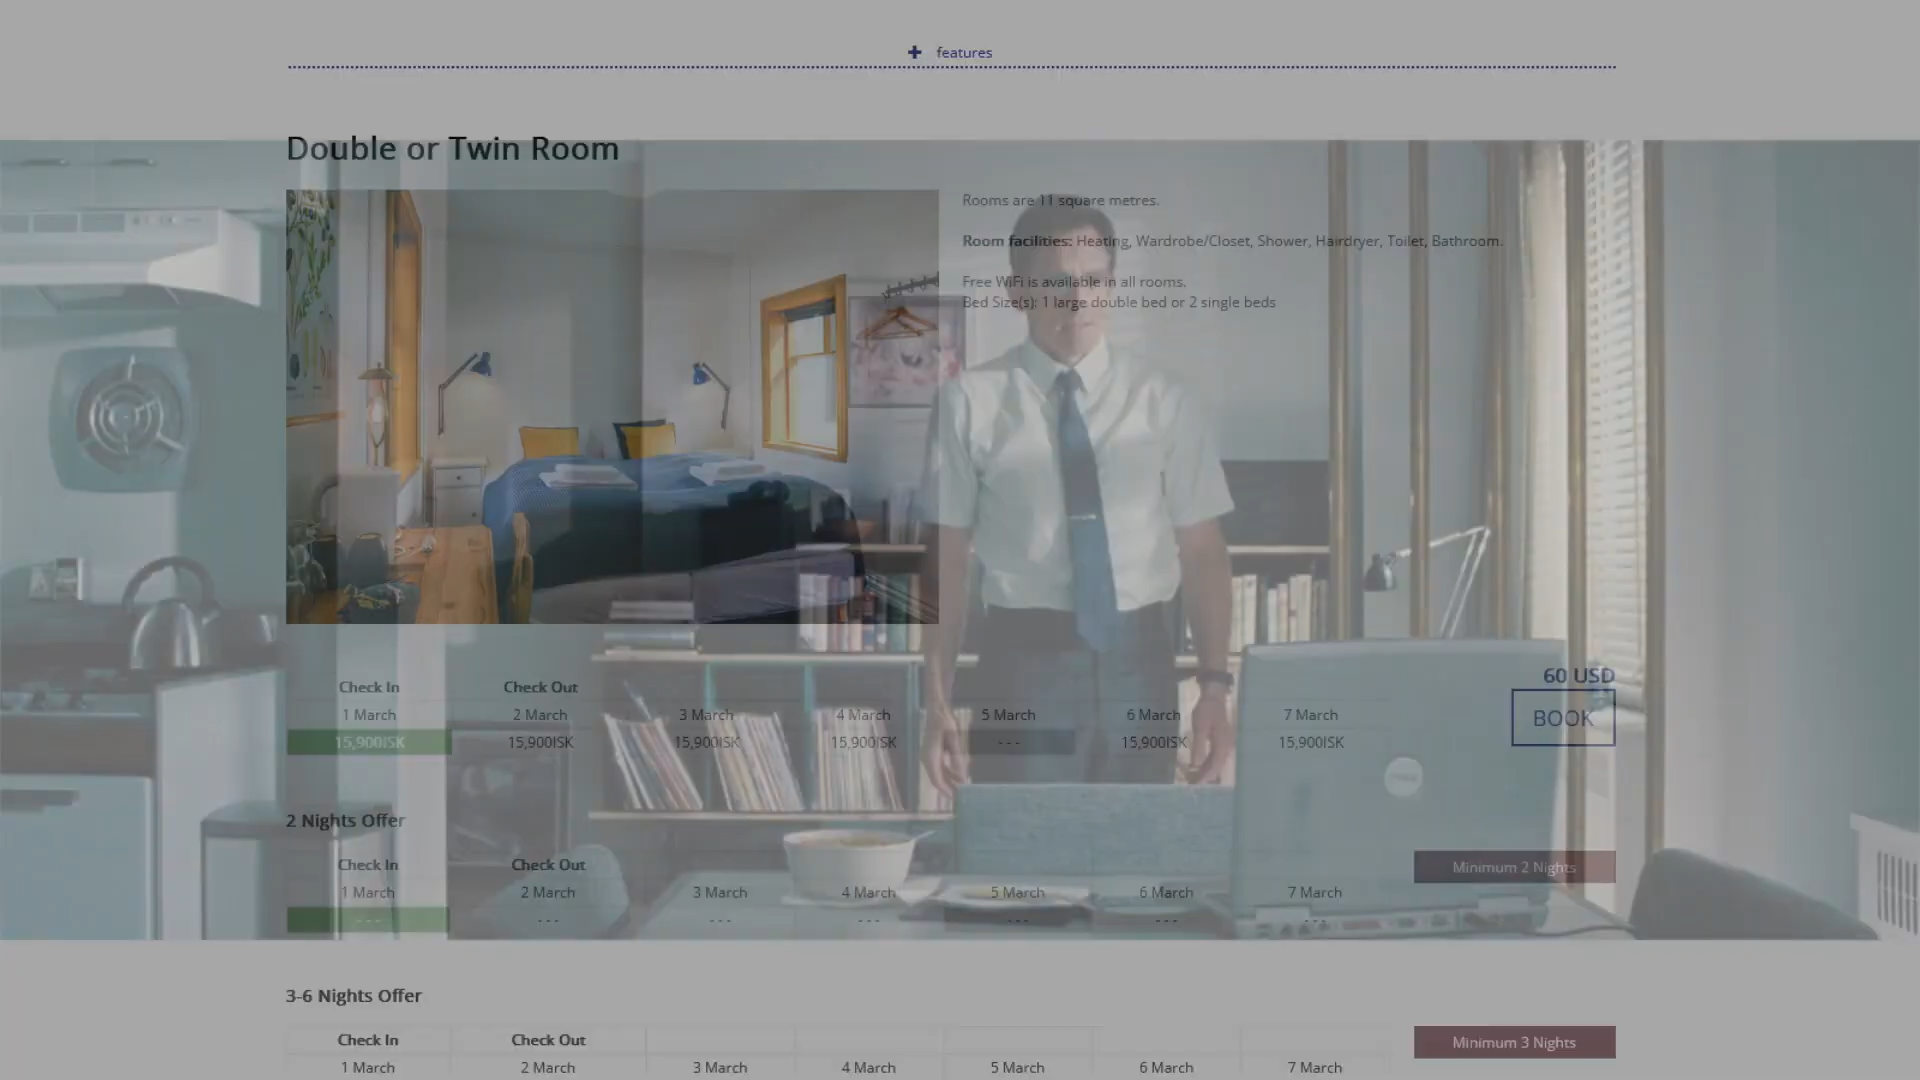 + features
Double or Twin Room
Rooms are 11 square metres.
Room facilities: Heating, Wardrobe/Closet, Shower, Hairdryer, Toilet, Bathroom.
Free WiFi is available in all rooms.
Bed Size(s): 1 large double bed or 2 single beds
60 USD
Check In Check Out
1 March 2 March 3 March 4 March 5 March 6 March 7 March
BOOK
15,900ISK 15,900ISK 15,900ISK 15,900ISK - - - 15,900ISK 15,900ISK
2 Nights Offer
Check In Check Out
Minimum 2 Nights
1 March 2 March 3 March 4 March 5 March 6 March 7 March
- - - - - - - - - - - - - - - - - - - - -
3-6 Nights Offer
Check In Check Out
Minimum 3 Nights
1 March 2 March 3 March 4 March 5 March 6 March 7 March